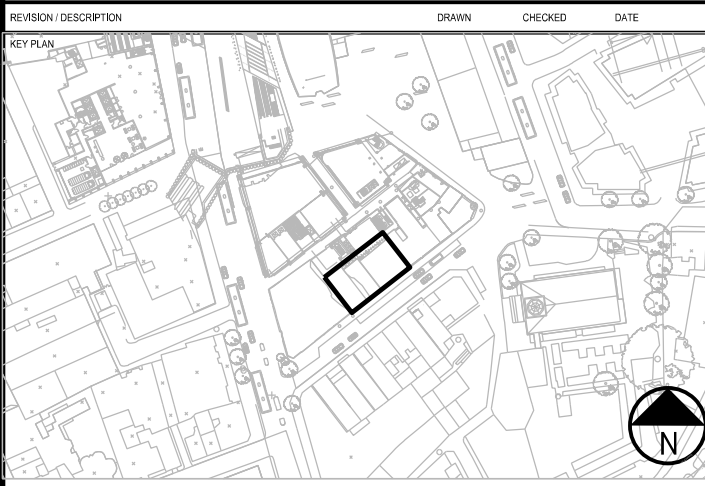 REVISION / DESCRIPTION DRAWN CHECKED DATE
KEY PLAN
N